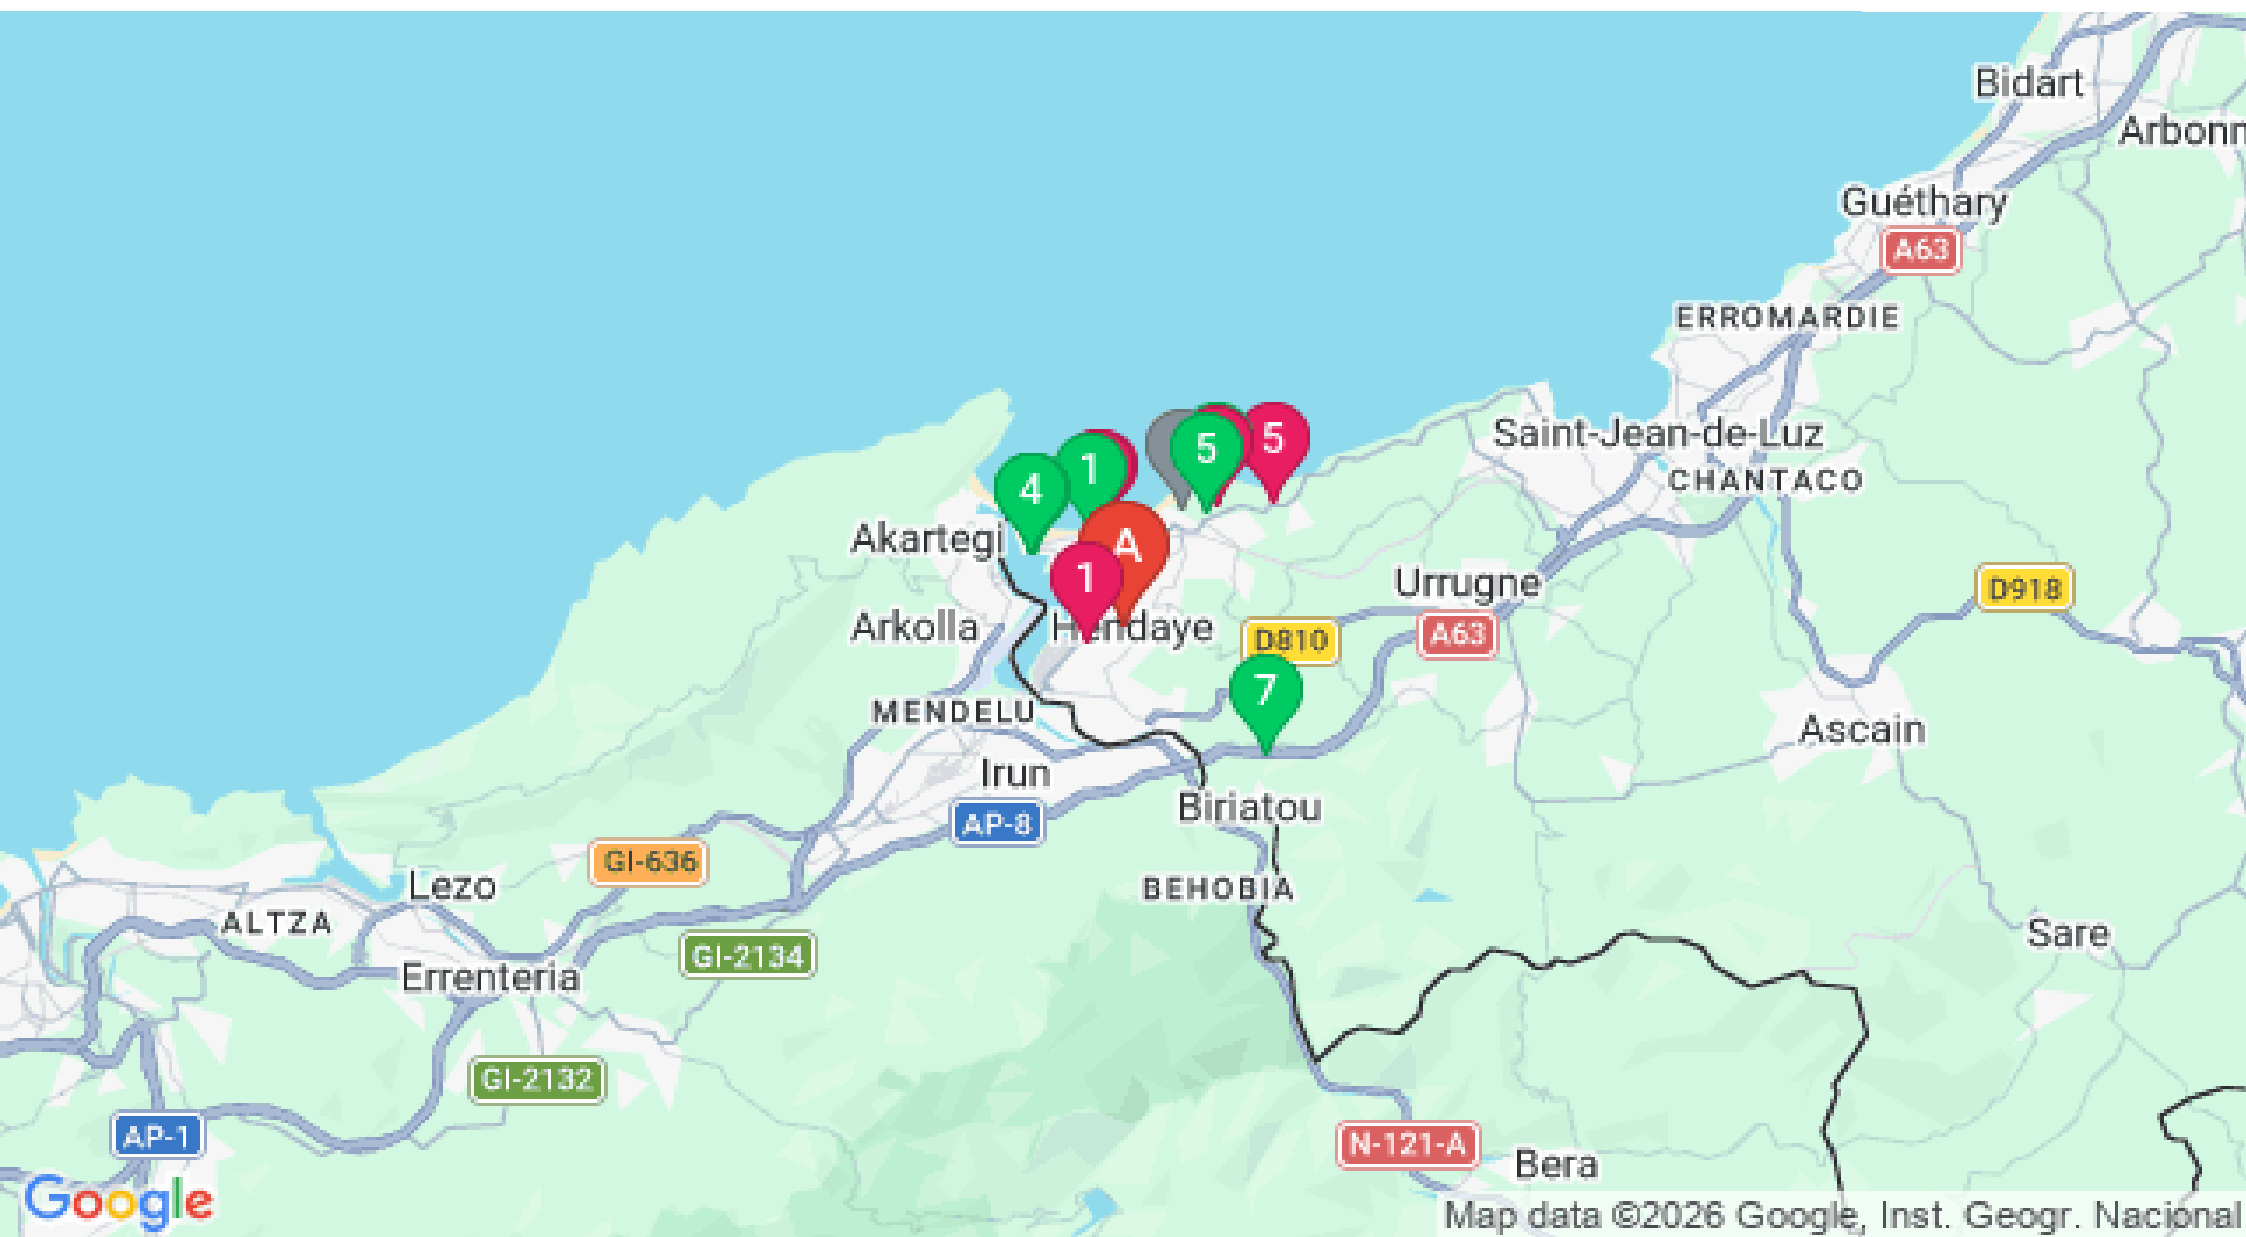 Bidart
Arbonn
Guéthary
A63
ERROMARDIE
5
5
1
4
Saint-Jean-de-Luz
CHANTACO
Akartegi
A
1
Urrugne
D918
Arkolla
Hendaye
D810
A63
7
MENDELU
Ascain
Irun
Biriatou
AP-8
GI-636
Lezo
BEHOBIA
ALTZA
Sare
GI-2134
Errenteria
GI-2132
AP-1
N-121-A
Bera
Google
Map data ©2026 Google, Inst. Geogr. Nacional